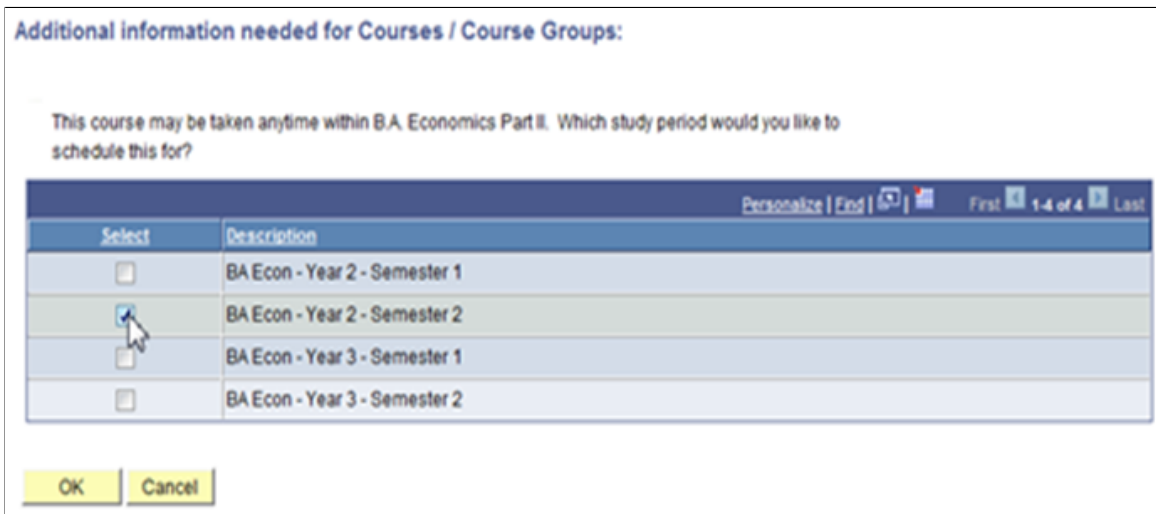 Additional information needed for Courses / Course Groups:
This course may be taken anytime within B.A. Economics Part II. Which study period would you like to
schedule this for?
Personalize | Find | | First 1-4 of 4 Last
Select Description
BA Econ - Year 2 - Semester 1
BA Econ - Year 2 - Semester 2
BA Econ - Year 3 - Semester 1
BA Econ - Year 3 - Semester 2
OK Cancel